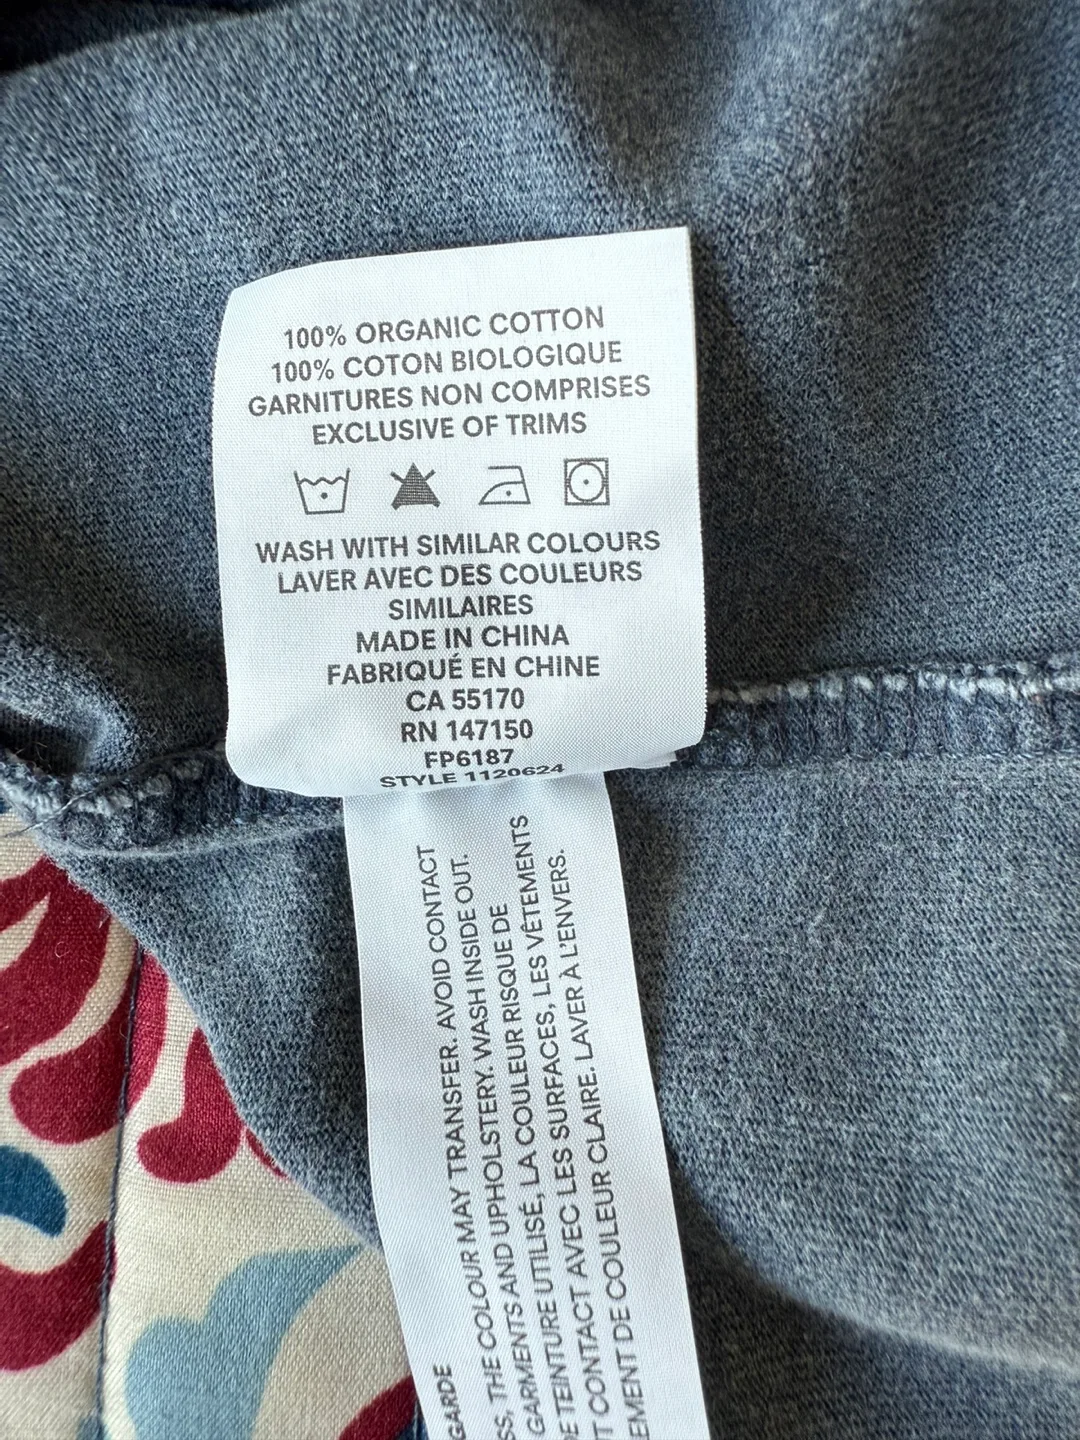 100% ORGANIC COTTON
100% COTON BIOLOGIQUE
GARNITURES NON COMPRISES
EXCLUSIVE OF TRIMS
WASH WITH SIMILAR COLOURS
LAVER AVEC DES COULEURS
SIMILAIRES
MADE IN CHINA
FABRIQUÉ EN CHINE
CA 55170
RN 147150
FP6187
STYLE 1120624
THE COLOUR MAY TRANSFER. AVOID CONTACT
GARMENTS AND UPHOLSTERY. WASH INSIDE OUT.
GARDE
TEINTURE UTILISÉ, LA COULEUR RISQUE DE
CONTACT AVEC LES SURFACES, LES VÊTEMENTS
DE COULEUR CLAIRE. LAVER À L'ENVERS.